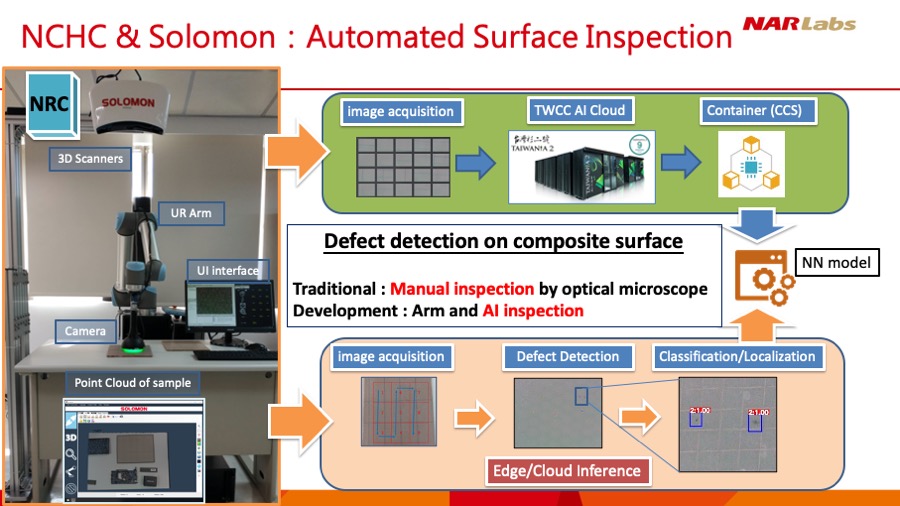 NCHC & Solomon：Automated Surface Inspection
NARLabs
NRC
SOLOMON
3D Scanners
UR Arm
UI interface
Camera
Point Cloud of sample
SOLOMON
3D
image acquisition
TWCC AI Cloud
Container (CCS)
台灣杉二號
TAIWANIA 2
9
Defect detection on composite surface
Traditional : Manual inspection by optical microscope
Development : Arm and AI inspection
NN model
image acquisition
Defect Detection
Classification/Localization
2:1.00
2:1.00
Edge/Cloud Inference